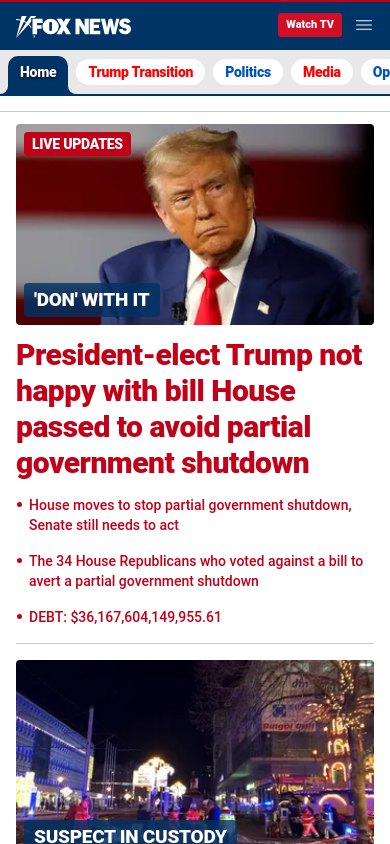 FOX NEWS
Watch TV
Home
Trump Transition
Politics
Media
Op
LIVE UPDATES
'DON' WITH IT
President-elect Trump not
happy with bill House
passed to avoid partial
government shutdown
House moves to stop partial government shutdown,
Senate still needs to act
The 34 House Republicans who voted against a bill to
avert a partial government shutdown
DEBT: $36,167,604,149,955.61
SUSPECT IN CUSTODY